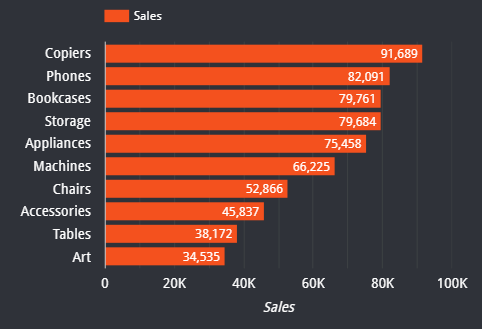 Sales
Copiers 91,689
Phones 82,091
Bookcases 79,761
Storage 79,684
Appliances 75,458
Machines 66,225
Chairs 52,866
Accessories 45,837
Tables 38,172
Art 34,535
0 20K 40K 60K 80K 100K
Sales